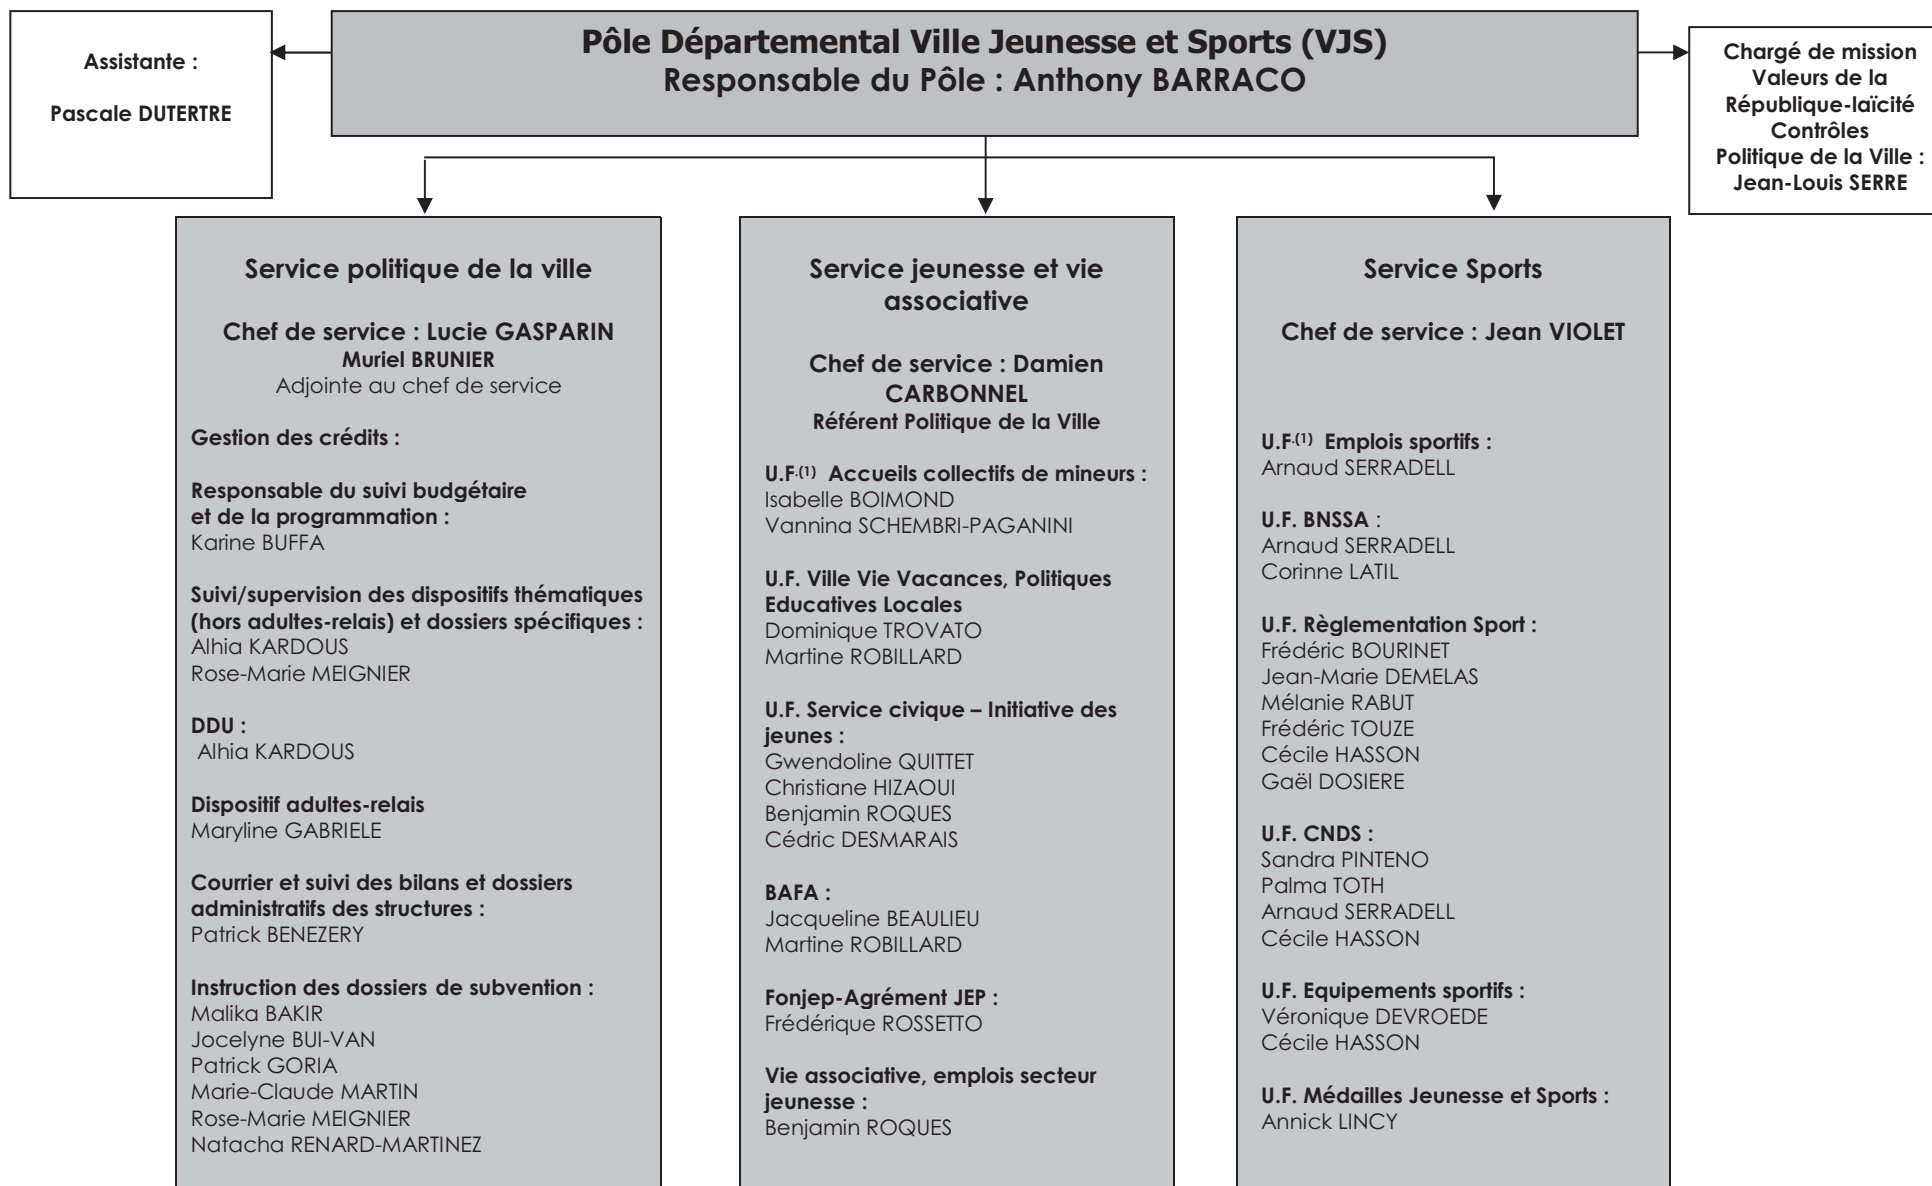 Pôle Départemental Ville Jeunesse et Sports (VJS)
Responsable du Pôle : Anthony BARRACO
Assistante :
Pascale DUTERTRE
Chargé de mission
Valeurs de la
République-laïcité
Contrôles
Politique de la Ville :
Jean-Louis SERRE
Service politique de la ville
Chef de service : Lucie GASPARIN
Muriel BRUNIER
Adjointe au chef de service
Gestion des crédits :
Responsable du suivi budgétaire
et de la programmation :
Karine BUFFA
Suivi/supervision des dispositifs thématiques
(hors adultes-relais) et dossiers spécifiques :
Alhia KARDOUS
Rose-Marie MEIGNIER
DDU :
Alhia KARDOUS
Dispositif adultes-relais
Maryline GABRIELE
Courrier et suivi des bilans et dossiers
administratifs des structures :
Patrick BENEZERY
Instruction des dossiers de subvention :
Malika BAKIR
Jocelyne BUI-VAN
Patrick GORIA
Marie-Claude MARTIN
Rose-Marie MEIGNIER
Natacha RENARD-MARTINEZ
Service jeunesse et vie
associative
Chef de service : Damien
CARBONNEL
Référent Politique de la Ville
U.F.(1) Accueils collectifs de mineurs :
Isabelle BOIMOND
Vannina SCHEMBRI-PAGANINI
U.F. Ville Vie Vacances, Politiques
Educatives Locales
Dominique TROVATO
Martine ROBILLARD
U.F. Service civique – Initiative des
jeunes :
Gwendoline QUITTET
Christiane HIZAOUI
Benjamin ROQUES
Cédric DESMARAIS
BAFA :
Jacqueline BEAULIEU
Martine ROBILLARD
Fonjep-Agrément JEP :
Frédérique ROSSETTO
Vie associative, emplois secteur
jeunesse :
Benjamin ROQUES
Service Sports
Chef de service : Jean VIOLET
U.F.(1) Emplois sportifs :
Arnaud SERRADELL
U.F. BNSSA :
Arnaud SERRADELL
Corinne LATIL
U.F. Règlementation Sport :
Frédéric BOURINET
Jean-Marie DEMELAS
Mélanie RABUT
Frédéric TOUZE
Cécile HASSON
Gaël DOSIERE
U.F. CNDS :
Sandra PINTENO
Palma TOTH
Arnaud SERRADELL
Cécile HASSON
U.F. Equipements sportifs :
Véronique DEVROEDE
Cécile HASSON
U.F. Médailles Jeunesse et Sports :
Annick LINCY